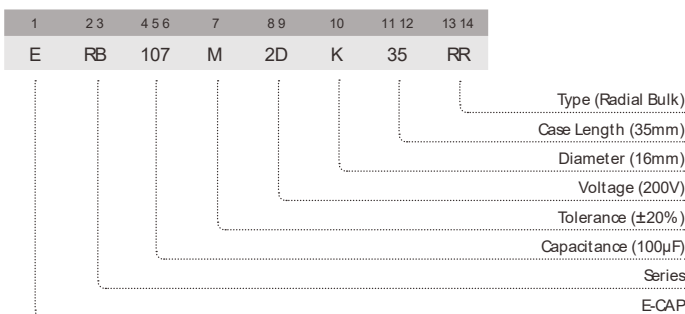 1 2 3 4 5 6 7 8 9 10 11 12 13 14
E RB 107 M 2D K 35 RR
Type (Radial Bulk)
Case Length (35mm)
Diameter (16mm)
Voltage (200V)
Tolerance (±20%)
Capacitance (100µF)
Series
E-CAP